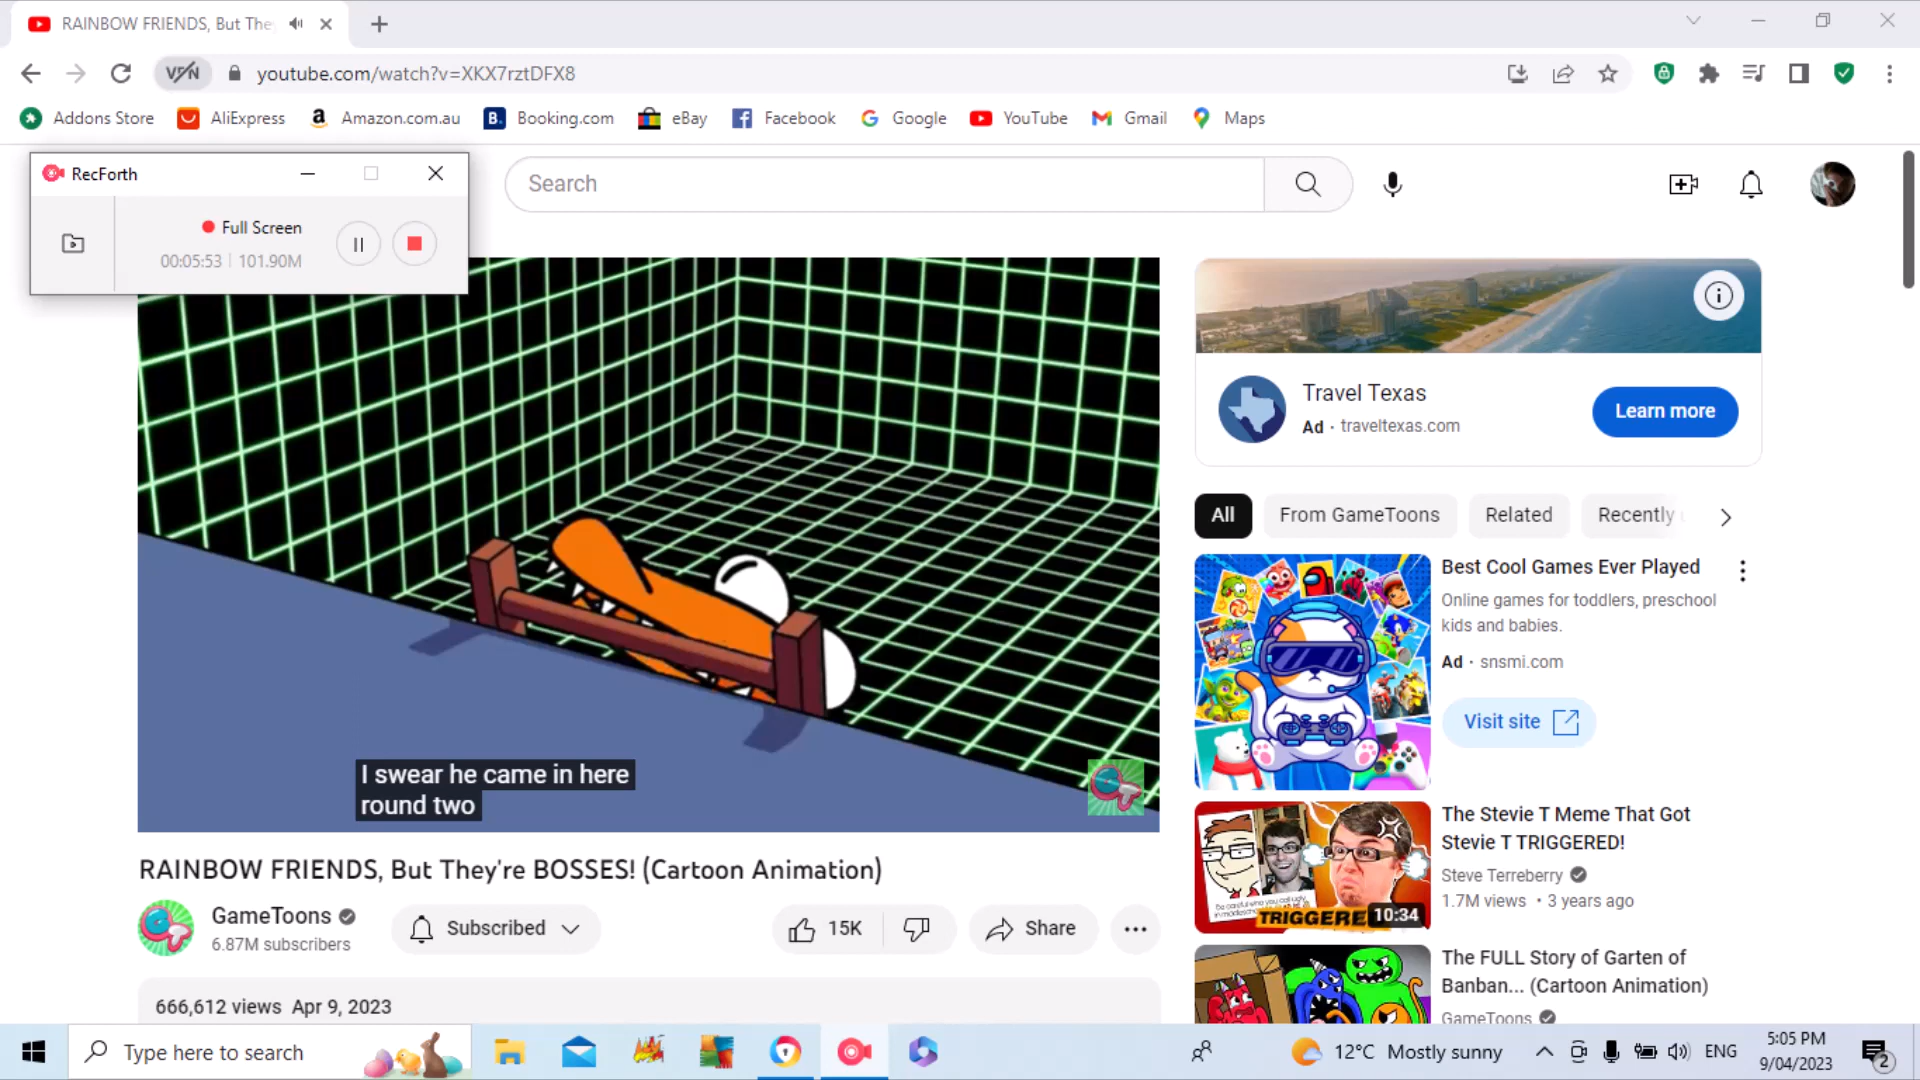 RAINBOW FRIENDS, But The
VPN
youtube.com/watch?v=XKX7rztDFX8
Addons Store
AliExpress
Amazon.com.au
Booking.com
eBay
Facebook
Google
YouTube
Gmail
Maps
RecForth
Full Screen
00:05:53 | 101.90M
Search
I swear he came in here
round two
RAINBOW FRIENDS, But They're BOSSES! (Cartoon Animation)
GameToons
6.87M subscribers
Subscribed
15K
Share
666,612 views Apr 9, 2023
Travel Texas
Ad · traveltexas.com
Learn more
All
From GameToons
Related
Recently
Best Cool Games Ever Played
Online games for toddlers, preschool
kids and babies.
Ad · snsmi.com
Visit site
The Stevie T Meme That Got
Stevie T TRIGGERED!
Steve Terreberry
1.7M views • 3 years ago
TRIGGERE
10:34
The FULL Story of Garten of
Banban... (Cartoon Animation)
GameToons
Type here to search
12°C Mostly sunny
ENG
5:05 PM
9/04/2023
2